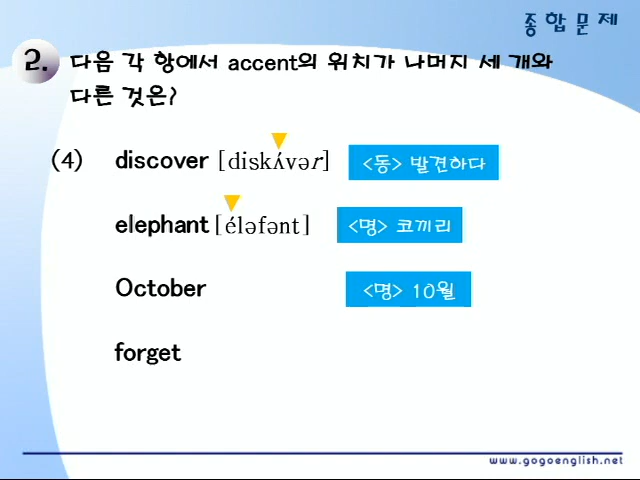 종합문제
2. 다음 각 항에서 accent의 위치가 나머지 세 개와
다른 것은?
(4) discover [diskʌ́vər] <동> 발견하다
elephant [éləfənt] <명> 코끼리
October <명> 10월
forget
www.gogoenglish.net